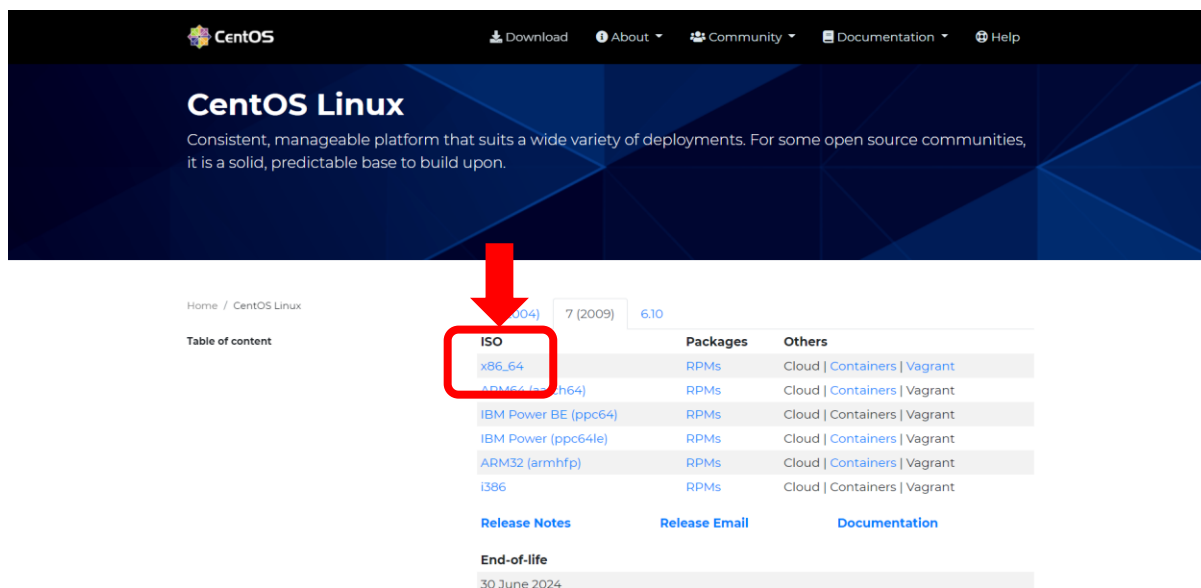 CentOS
Download About Community Documentation Help
CentOS Linux
Consistent, manageable platform that suits a wide variety of deployments. For some open source communities,
it is a solid, predictable base to build upon.
Home / CentOS Linux
Table of content
004) 7 (2009) 6.10
ISO Packages Others
x86_64 RPMs Cloud | Containers | Vagrant
ARM64 (aarch64) RPMs Cloud | Containers | Vagrant
IBM Power BE (ppc64) RPMs Cloud | Containers | Vagrant
IBM Power (ppc64le) RPMs Cloud | Containers | Vagrant
ARM32 (armhfp) RPMs Cloud | Containers | Vagrant
i386 RPMs Cloud | Containers | Vagrant
Release Notes Release Email Documentation
End-of-life
30 June 2024